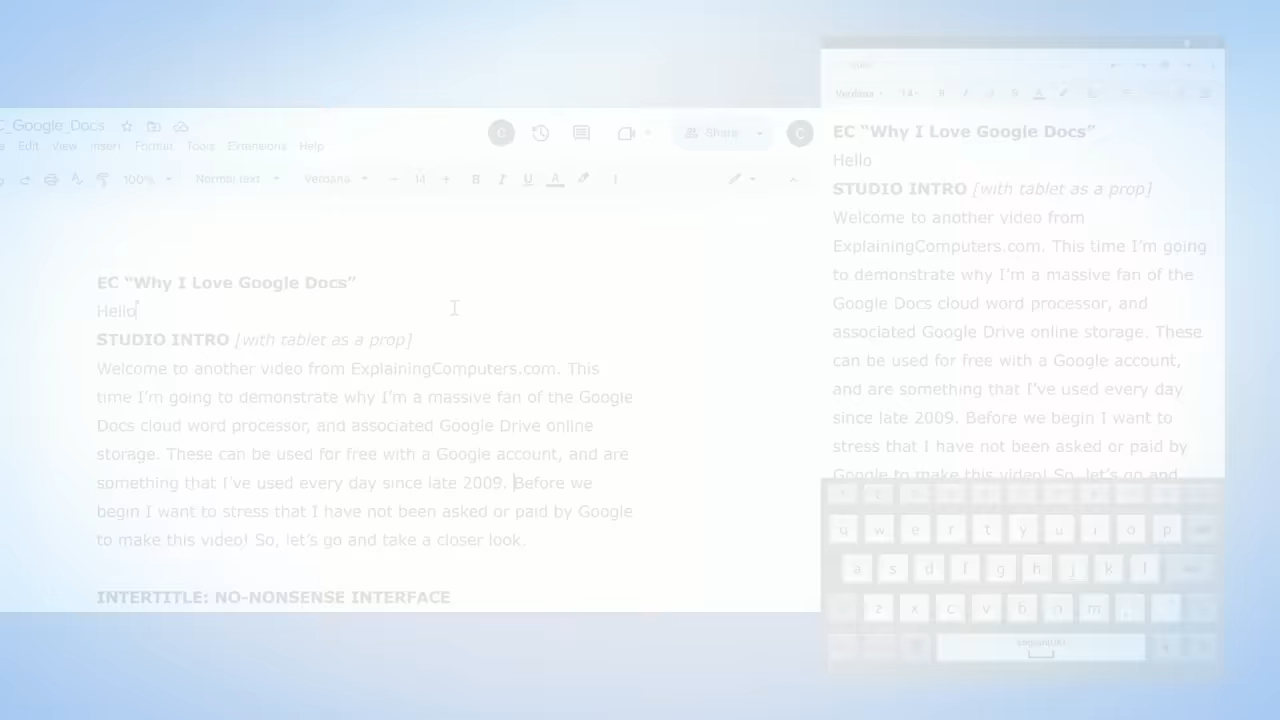 C_Google_Docs
Edit View Insert Format Tools Extensions Help
C
Share
C
100% Normal text Verdana 14 B I U A
EC “Why I Love Google Docs”
Hello
STUDIO INTRO [with tablet as a prop]
Welcome to another video from ExplainingComputers.com. This
time I’m going to demonstrate why I’m a massive fan of the Google
Docs cloud word processor, and associated Google Drive online
storage. These can be used for free with a Google account, and are
something that I’ve used every day since late 2009. Before we
begin I want to stress that I have not been asked or paid by Google
to make this video! So, let’s go and take a closer look.
INTERTITLE: NO-NONSENSE INTERFACE
Verdana 14 B I U S A
EC “Why I Love Google Docs”
Hello
STUDIO INTRO [with tablet as a prop]
Welcome to another video from
ExplainingComputers.com. This time I’m going
to demonstrate why I’m a massive fan of the
Google Docs cloud word processor, and
associated Google Drive online storage. These
can be used for free with a Google account,
and are something that I’ve used every day
since late 2009. Before we begin I want to
stress that I have not been asked or paid by
Google to make this video! So, let’s go and
q w e r t y u i o p
a s d f g h j k l
z x c v b n m